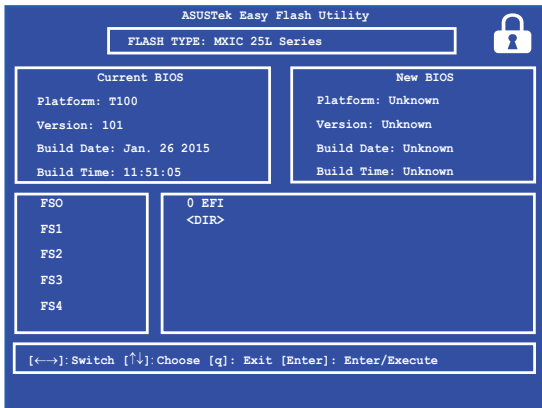 ASUSTek Easy Flash Utility
FLASH TYPE: MXIC 25L Series
Current BIOS
Platform: T100
Version: 101
Build Date: Jan. 26 2015
Build Time: 11:51:05
New BIOS
Platform: Unknown
Version: Unknown
Build Date: Unknown
Build Time: Unknown
FSO
FS1
FS2
FS3
FS4
0 EFI
<DIR>
[←→]: Switch [↑↓]: Choose [q]: Exit [Enter]: Enter/Execute